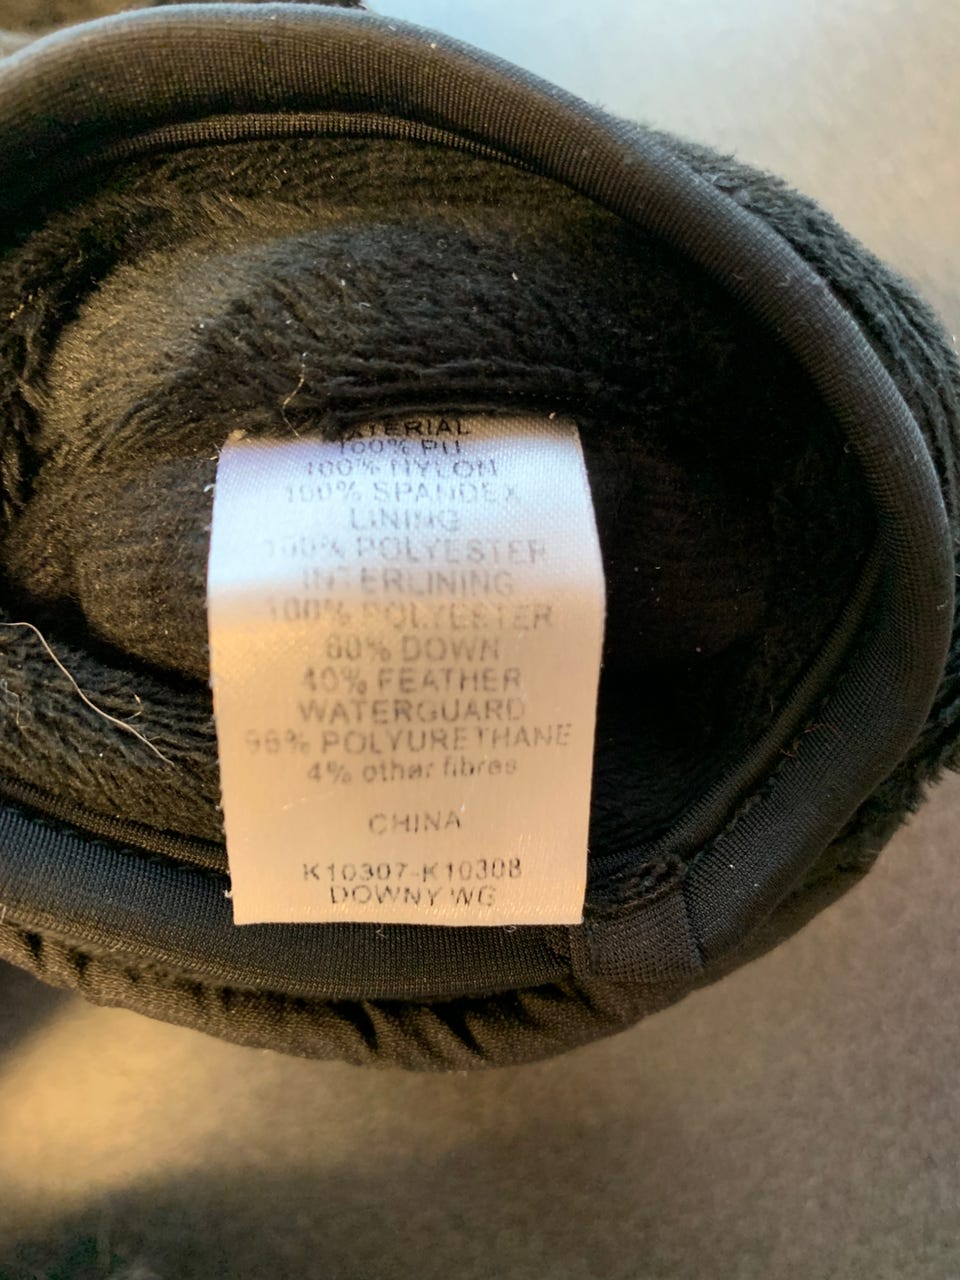 MATERIAL
100% PU
100% NYLON
100% SPANDEX
LINING
100% POLYESTER
INTERLINING
100% POLYESTER
60% DOWN
40% FEATHER
WATERGUARD
96% POLYURETHANE
4% other fibres
CHINA
K10307-K10308
DOWNY WG